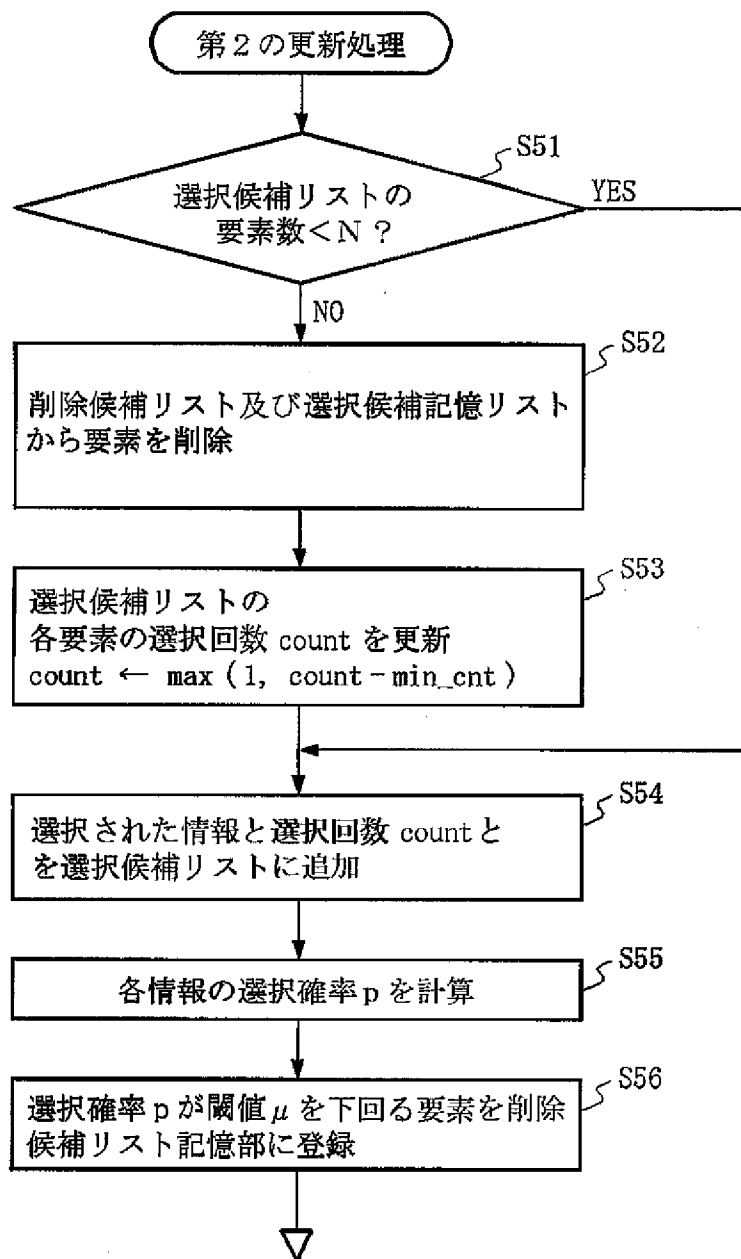 第2の更新処理
S51
選択候補リストの
要素数<N?
YES
NO
S52
削除候補リスト及び選択候補記憶リスト
から要素を削除
S53
選択候補リストの
各要素の選択回数 count を更新
count ← max (1, count-min_cnt)
S54
選択された情報と選択回数 countと
を選択候補リストに追加
S55
各情報の選択確率 p を計算
S56
選択確率 p が閾値 μ を下回る要素を削除
候補リスト記憶部に登録